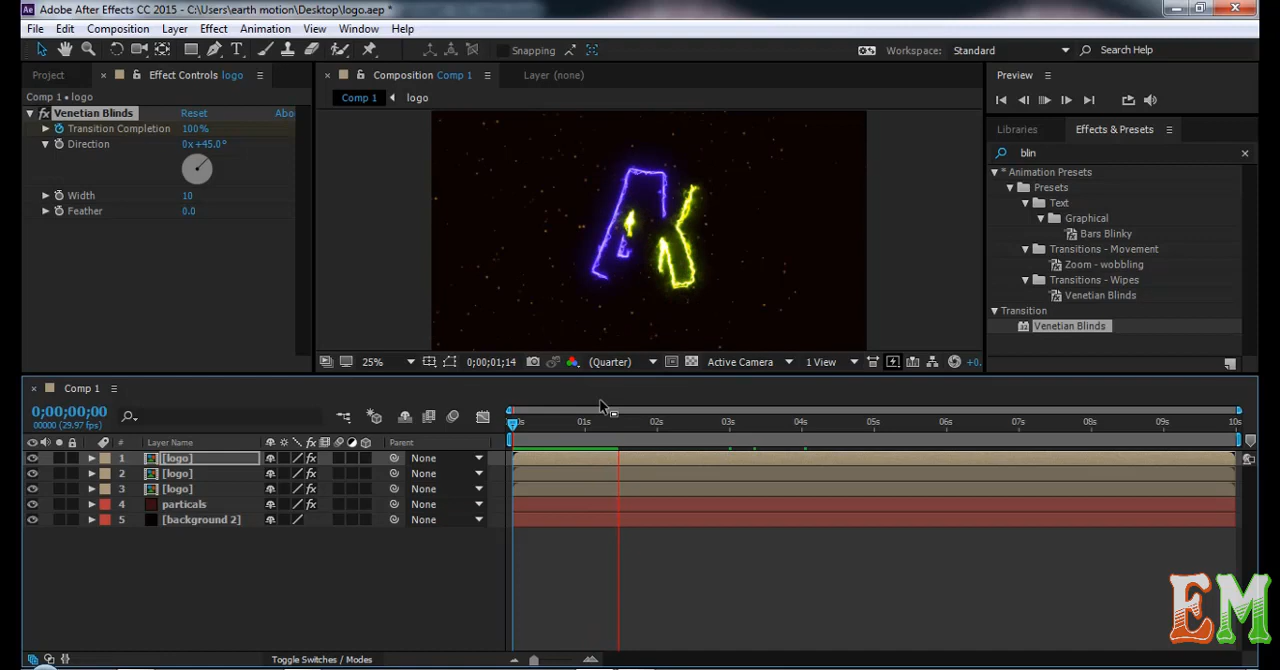 Adobe After Effects CC 2015 - C:\Users\earth motion\Desktop\logo.aep *
File Edit Composition Layer Effect Animation View Window Help
Snapping
Workspace: Standard
Search Help
Project
Effect Controls logo
Composition Comp 1
Layer (none)
Preview
Comp 1 • logo
Comp 1
logo
Venetian Blinds Reset Abo
Transition Completion 100%
Direction 0x+45.0°
Width 10
Feather 0.0
Libraries
Effects & Presets
blin
* Animation Presets
Presets
Text
Graphical
Bars Blinky
Transitions - Movement
Zoom - wobbling
Transitions - Wipes
Venetian Blinds
Transition
Venetian Blinds
25%
0;00;01;14
(Quarter)
Active Camera
1 View
+0.
Comp 1
0;00;00;00
00000 (29.97 fps)
01s 02s 03s 04s 05s 06s 07s 08s 09s 10s
# Layer Name Parent
1 [logo] None
2 [logo] None
3 [logo] None
4 particals None
5 [background 2] None
Toggle Switches / Modes
EM